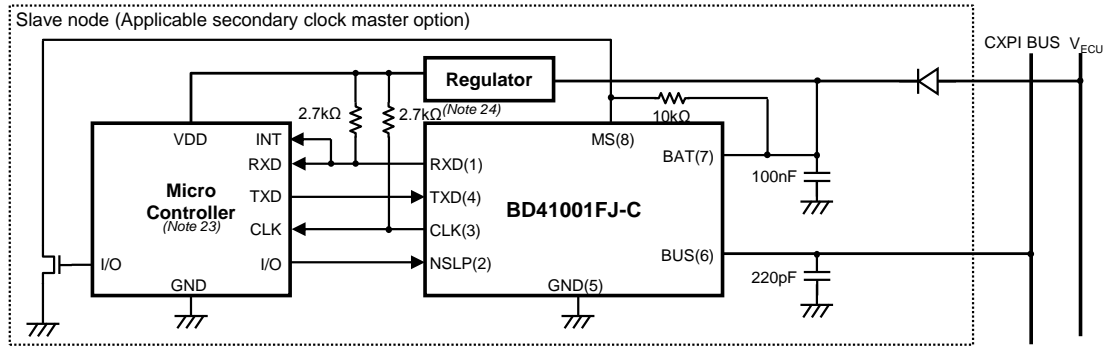 Slave node (Applicable secondary clock master option)
CXPI BUS
VECU
Regulator
2.7kΩ
2.7kΩ(Note 24)
10kΩ
VDD
INT
MS(8)
RXD
RXD(1)
BAT(7)
100nF
Micro
Controller
(Note 23)
TXD
TXD(4)
BD41001FJ-C
CLK
CLK(3)
BUS(6)
I/O
I/O
NSLP(2)
220pF
GND
GND(5)